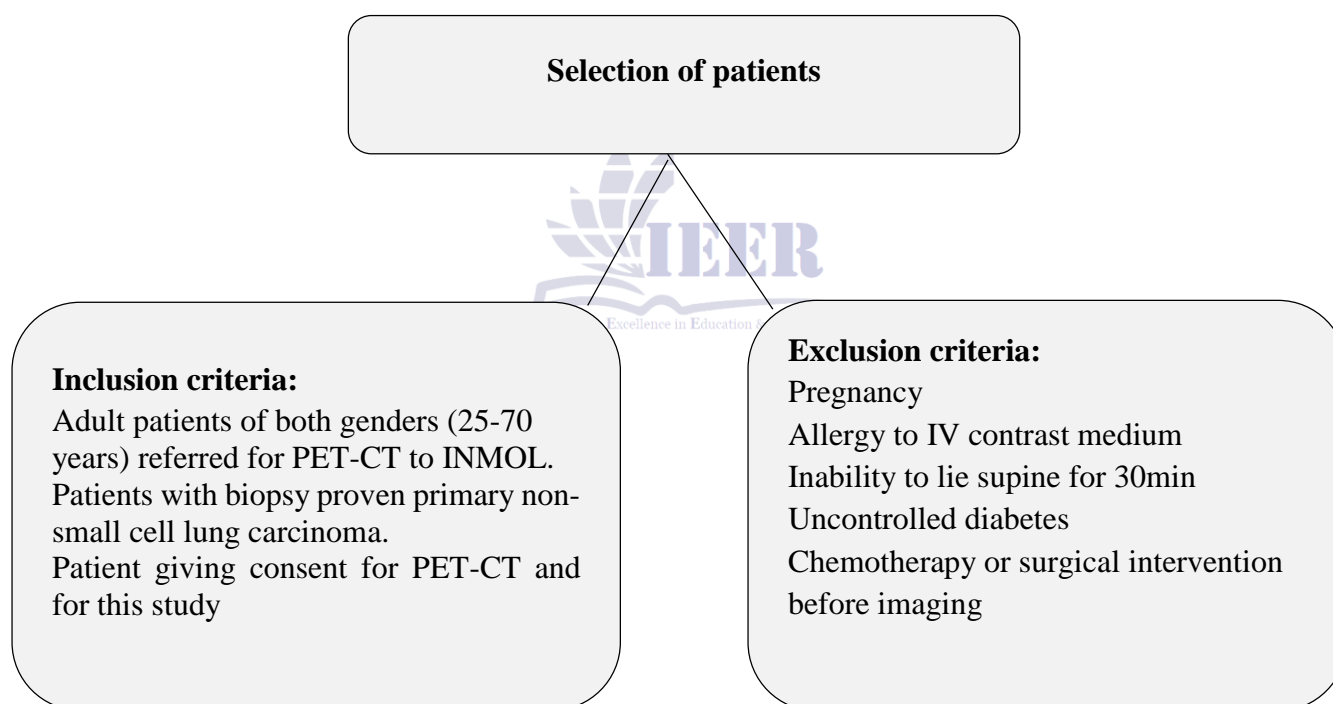 Selection of patients
IEER
Excellence in Education &
Inclusion criteria:
Adult patients of both genders (25-70
years) referred for PET-CT to INMOL.
Patients with biopsy proven primary non-
small cell lung carcinoma.
Patient giving consent for PET-CT and
for this study
Exclusion criteria:
Pregnancy
Allergy to IV contrast medium
Inability to lie supine for 30min
Uncontrolled diabetes
Chemotherapy or surgical intervention
before imaging